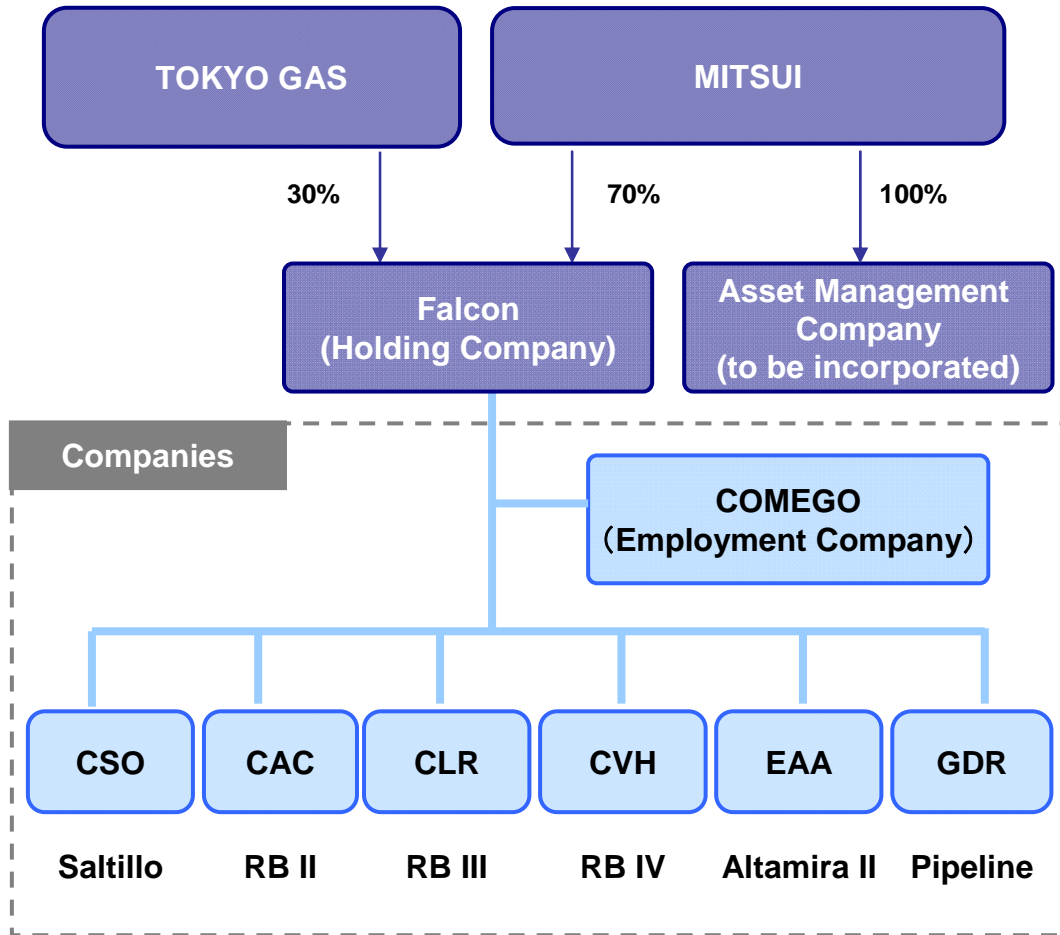 TOKYO GAS
MITSUI
30%
70%
100%
Falcon
(Holding Company)
Asset Management
Company
(to be incorporated)
Companies
COMEGO
（Employment Company）
CSO
CAC
CLR
CVH
EAA
GDR
Saltillo
RB II
RB III
RB IV
Altamira II
Pipeline